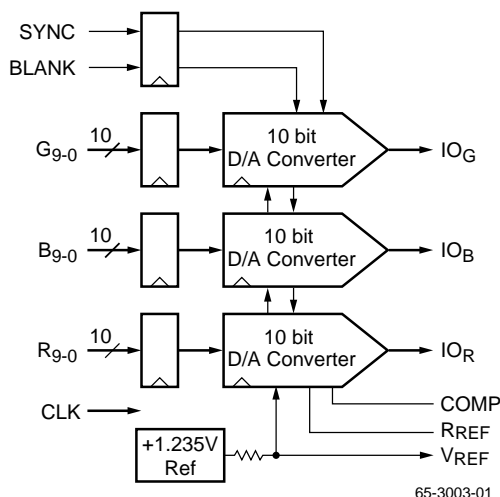 SYNC
BLANK
G9-0
10
10 bit
D/A Converter
IOG
B9-0
10
10 bit
D/A Converter
IOB
R9-0
10
10 bit
D/A Converter
IOR
CLK
COMP
RREF
+1.235V
Ref
VREF
65-3003-01